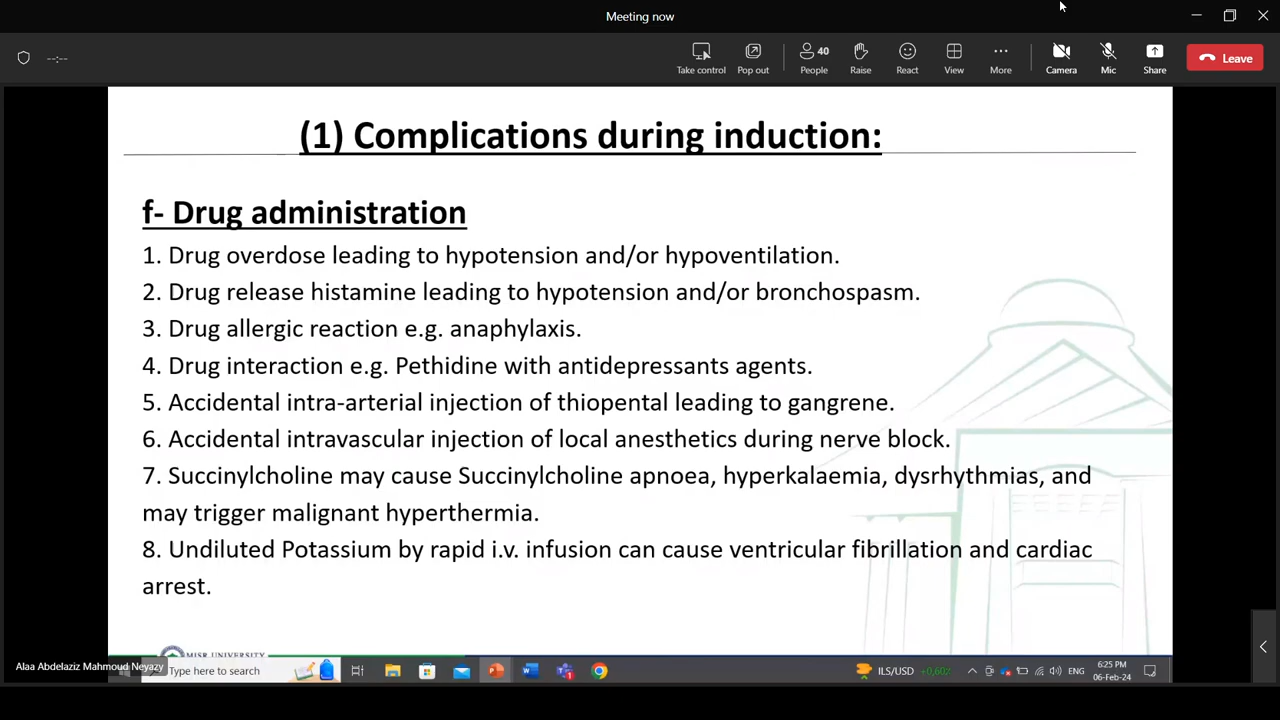 Meeting now
--:--
Take control
Pop out
40
People
Raise
React
View
More
Camera
Mic
Share
Leave
(1) Complications during induction:
f- Drug administration
1. Drug overdose leading to hypotension and/or hypoventilation.
2. Drug release histamine leading to hypotension and/or bronchospasm.
3. Drug allergic reaction e.g. anaphylaxis.
4. Drug interaction e.g. Pethidine with antidepressants agents.
5. Accidental intra-arterial injection of thiopental leading to gangrene.
6. Accidental intravascular injection of local anesthetics during nerve block.
7. Succinylcholine may cause Succinylcholine apnoea, hyperkalaemia, dysrhythmias, and
may trigger malignant hyperthermia.
8. Undiluted Potassium by rapid i.v. infusion can cause ventricular fibrillation and cardiac
arrest.
MISR UNIVERSITY
Alaa Abdelaziz Mahmoud Neyazy
Type here to search
ILS/USD +0,60%
ENG
6:25 PM
06-Feb-24